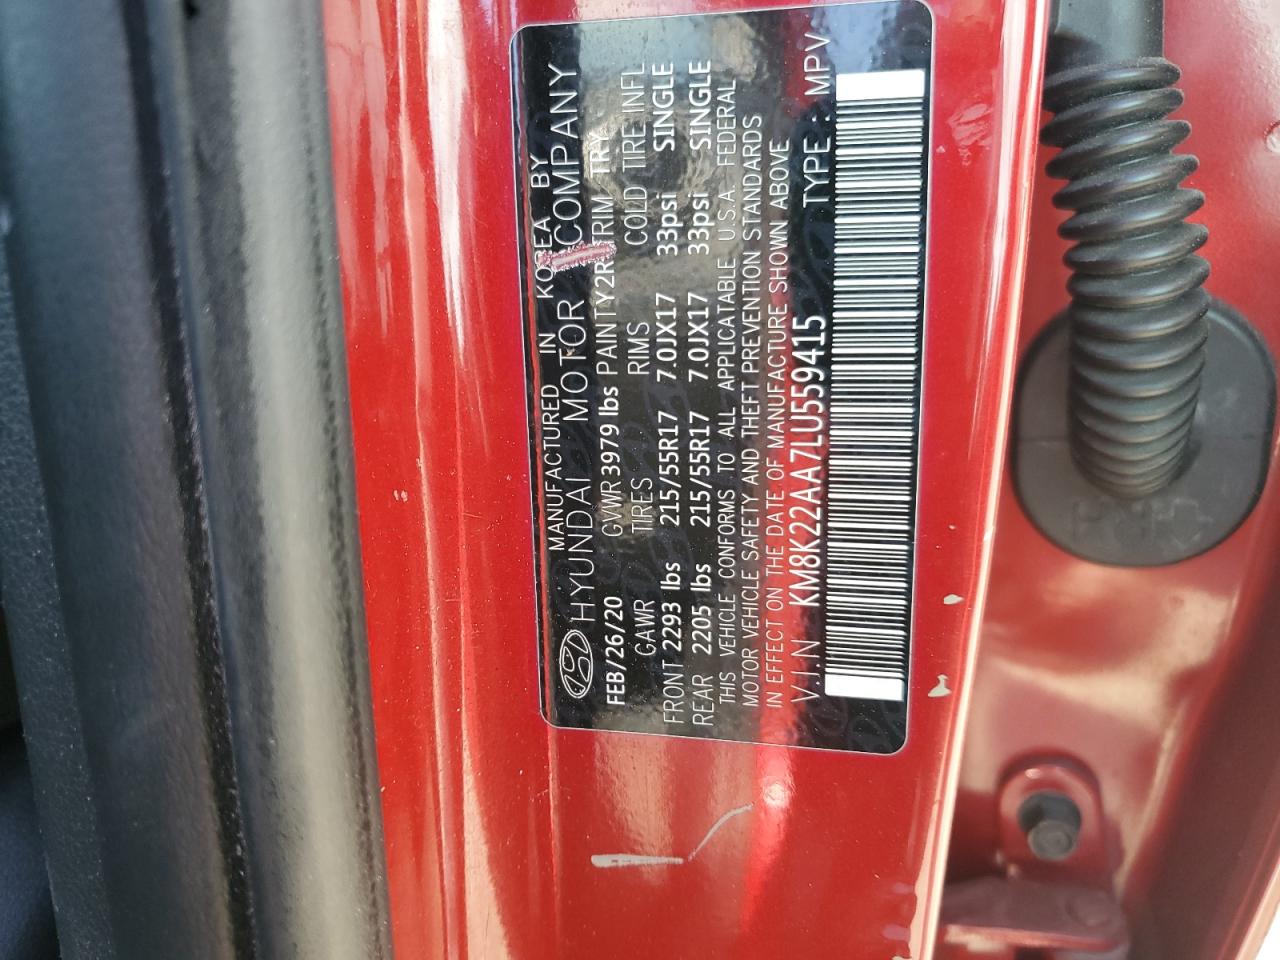 MANUFACTURED IN KOREA BY
HYUNDAI MOTOR COMPANY
FEB/26/20 GVWR 3979 lbs PAINT Y2R TRIM TRY
GAWR TIRES RIMS COLD TIRE INFL
FRONT 2293 lbs 215/55R17 7.0JX17 33psi SINGLE
REAR 2205 lbs 215/55R17 7.0JX17 33psi SINGLE
THIS VEHICLE CONFORMS TO ALL APPLICATABLE U.S.A. FEDERAL
MOTOR VEHICLE SAFETY AND THEFT PREVENTION STANDARDS
IN EFFECT ON THE DATE OF MANUFACTURE SHOWN ABOVE
V.I.N KM8K22AA7LU559415 TYPE : MPV